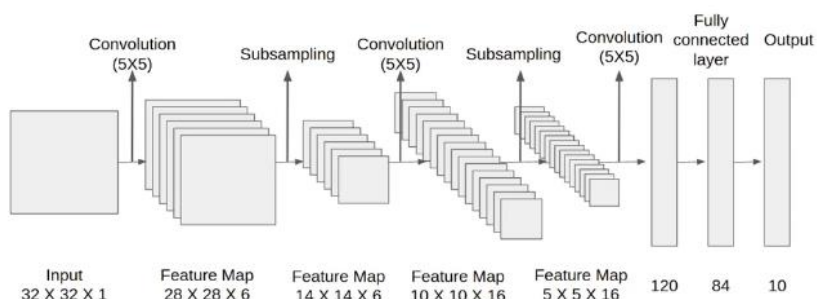 Convolution
(5X5)
Subsampling
Convolution
(5X5)
Subsampling
Convolution
(5X5)
Fully
connected
layer
Output
Input
32 X 32 X 1
Feature Map
28 X 28 X 6
Feature Map
14 X 14 X 6
Feature Map
10 X 10 X 16
Feature Map
5 X 5 X 16
120
84
10